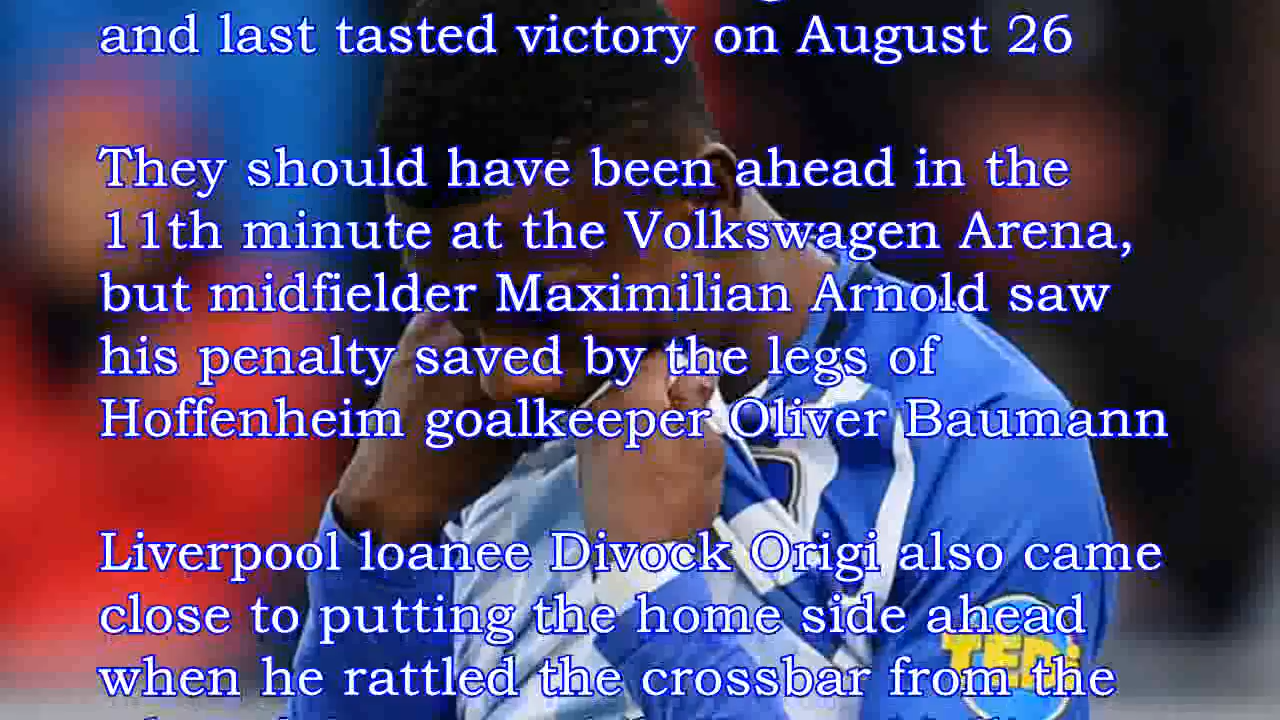 and last tasted victory on August 26
They should have been ahead in the
11th minute at the Volkswagen Arena,
but midfielder Maximilian Arnold saw
his penalty saved by the legs of
Hoffenheim goalkeeper Oliver Baumann
Liverpool loanee Divock Origi also came
close to putting the home side ahead
when he rattled the crossbar from the
TEDi